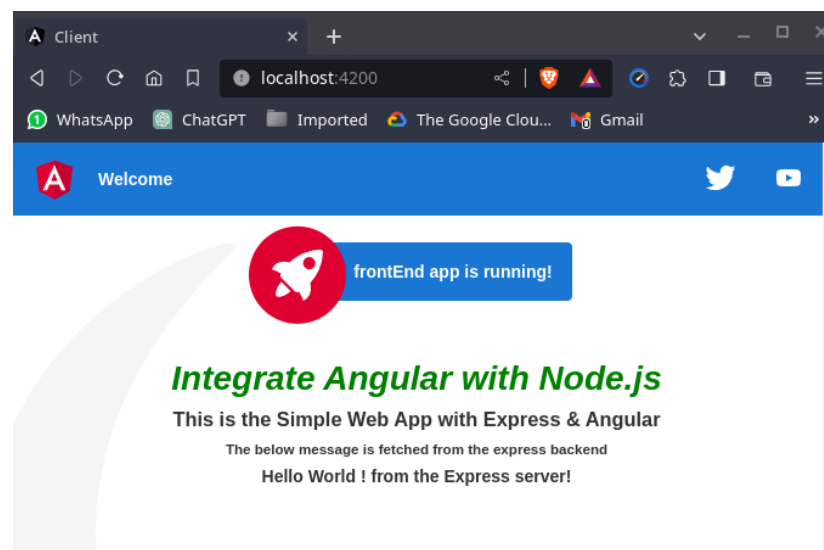 Client
localhost:4200
WhatsApp ChatGPT Imported The Google Clou... Gmail »
Welcome
frontEnd app is running!
Integrate Angular with Node.js
This is the Simple Web App with Express & Angular
The below message is fetched from the express backend
Hello World ! from the Express server!